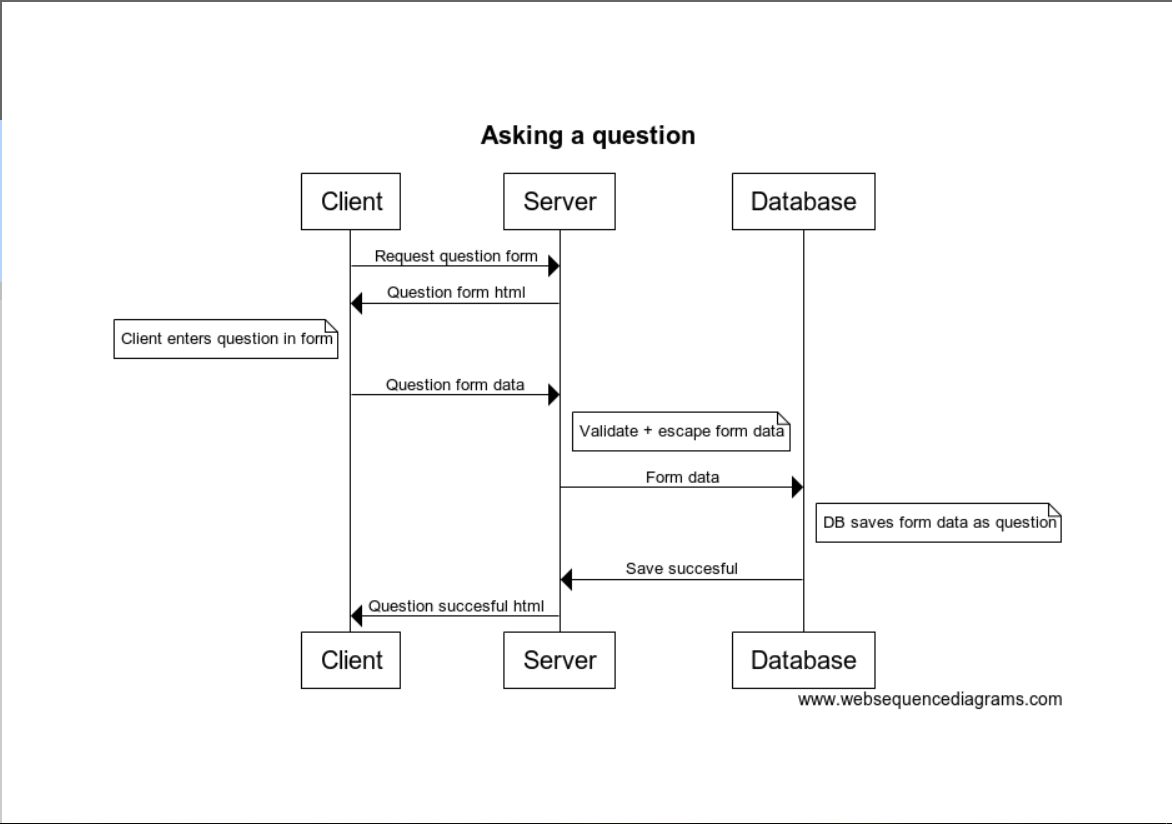 Asking a question
Client
Server
Database
Request question form
Question form html
Client enters question in form
Question form data
Validate + escape form data
Form data
DB saves form data as question
Save succesful
Question succesful html
Client
Server
Database
www.websequencediagrams.com